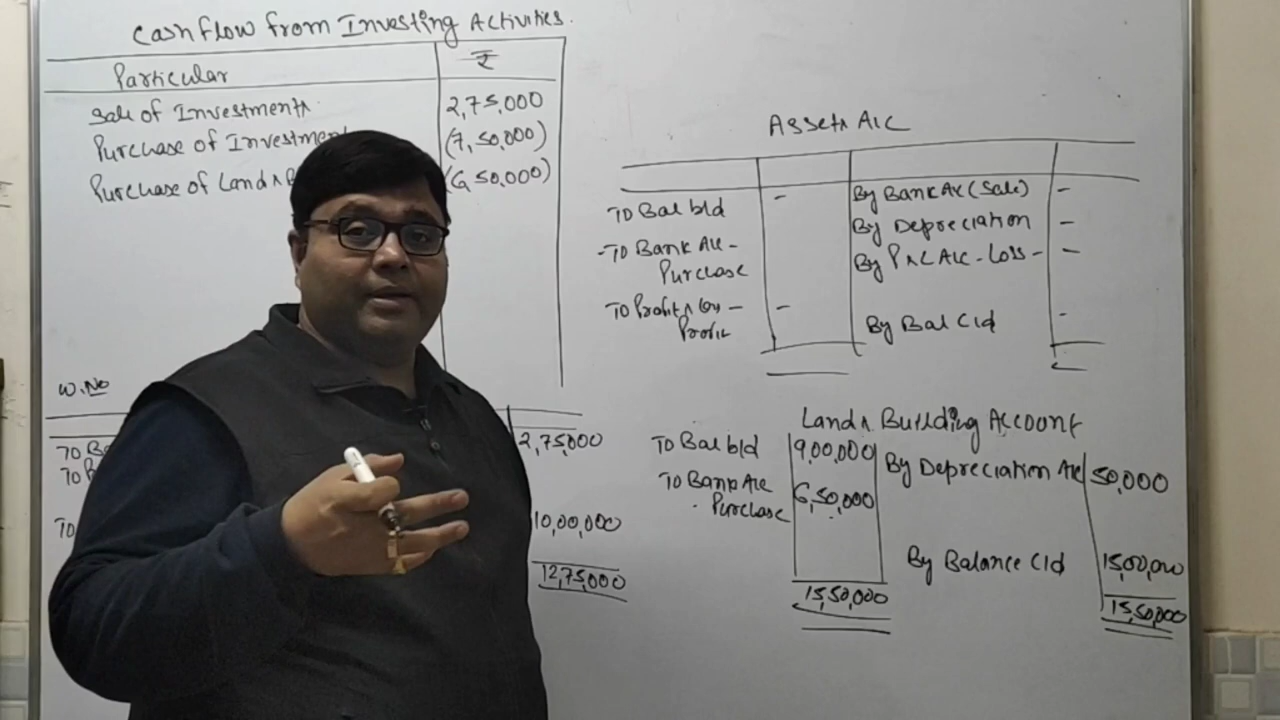 Cash flow from Investing Activities.
Particular ₹
Sale of Investments 2,75,000
Purchase of Investment (7,50,000)
Purchase of Land & (6,50,000)
W.No
To Ba
To
To
2,75,000
10,00,000
12,75,000
Assets A/c
To Bal b/d - By Bank A/c (Sale) -
By Depreciation -
- To Bank A/c -
Purchase
By P&L A/c - Loss - -
To Profit & Loss -
Profit -
By Bal c/d -
Land & Building Account
To Bal b/d 9,00,000 By Depreciation A/c 50,000
To Bank A/c
Purchase 6,50,000
By Balance c/d 15,00,000
15,50,000 15,50,000